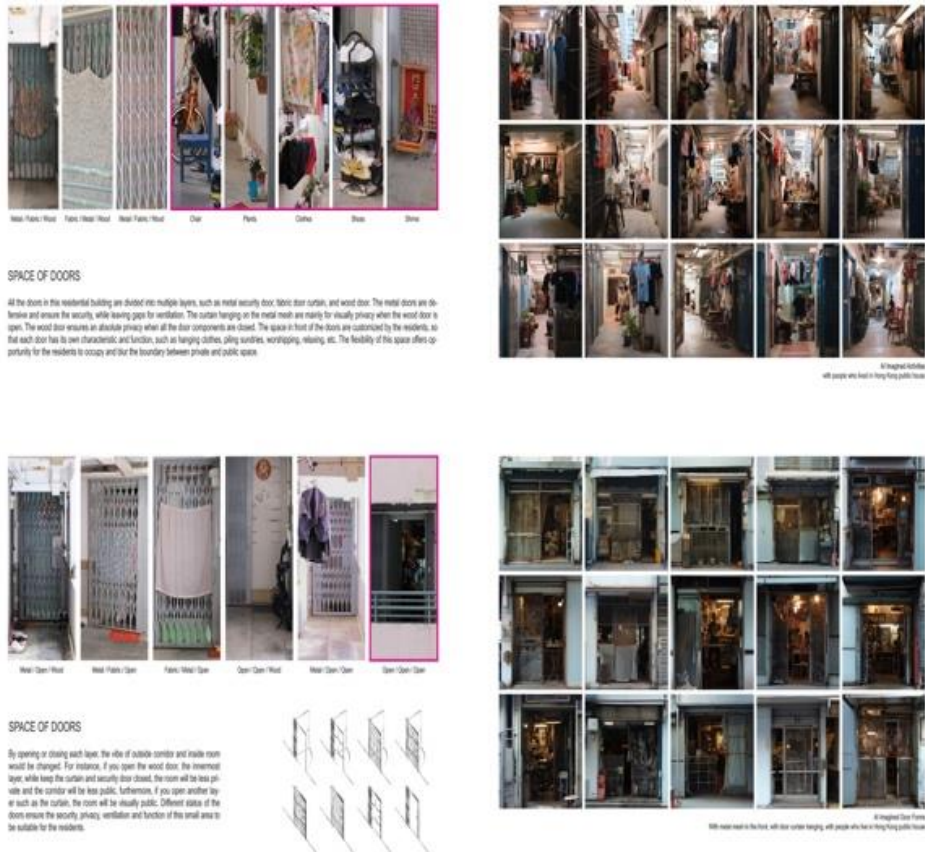 Metal / Fabric / Wood Fabric / Metal / Wood Metal / Fabric / Wood Chair Plants Clothes Shoes Shrine
SPACE OF DOORS
All the doors in this residential building are divided into multiple layers, such as metal security door, fabric door curtain, and wood door. The metal doors are de-
fensive and ensure the security, while leaving gaps for ventilation. The curtain hanging on the metal mesh are mainly for visually privacy when the wood door is
open. The wood door ensures an absolute privacy when all the door components are closed. The space in front of the doors are customized by the residents, so
that each door has its own characteristic and function, such as hanging clothes, piling sundries, worshipping, relaxing, etc. The flexibility of this space offers op-
portunity for the residents to occupy and blur the boundary between private and public space.
AI Imagined Activities
with people who lived in Hong Kong public house
Metal / Open / Wood Metal / Fabric / Open Fabric / Metal / Open Open / Open / Wood Metal / Open / Open Open / Open / Open
SPACE OF DOORS
By opening or closing each layer, the vibe of outside corridor and inside room
would be changed. For instance, if you open the wood door, the innermost
layer, while keep the curtain and security door closed, the room will be less pri-
vate and the corridor will be less public, furthermore, if you open another lay-
er such as the curtain, the room will be visually public. Different status of the
doors ensure the security, privacy, ventilation and function of this small area to
be suitable for the residents.
AI Imagined Door Forms
With metal mesh in the front, with door curtain hanging, with people who live in Hong Kong public house